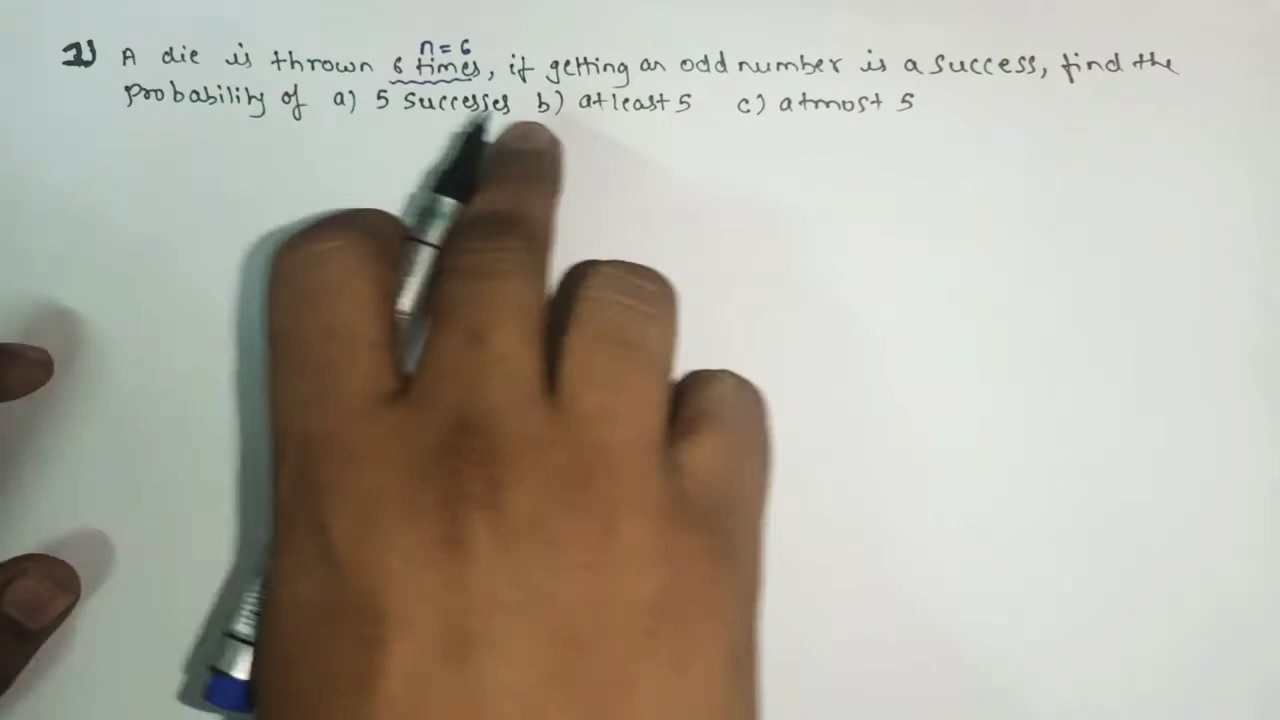 n = 6
1) A die is thrown 6 times, if getting an odd number is a success, find the
probability of a) 5 successes b) atleast 5 c) atmost 5